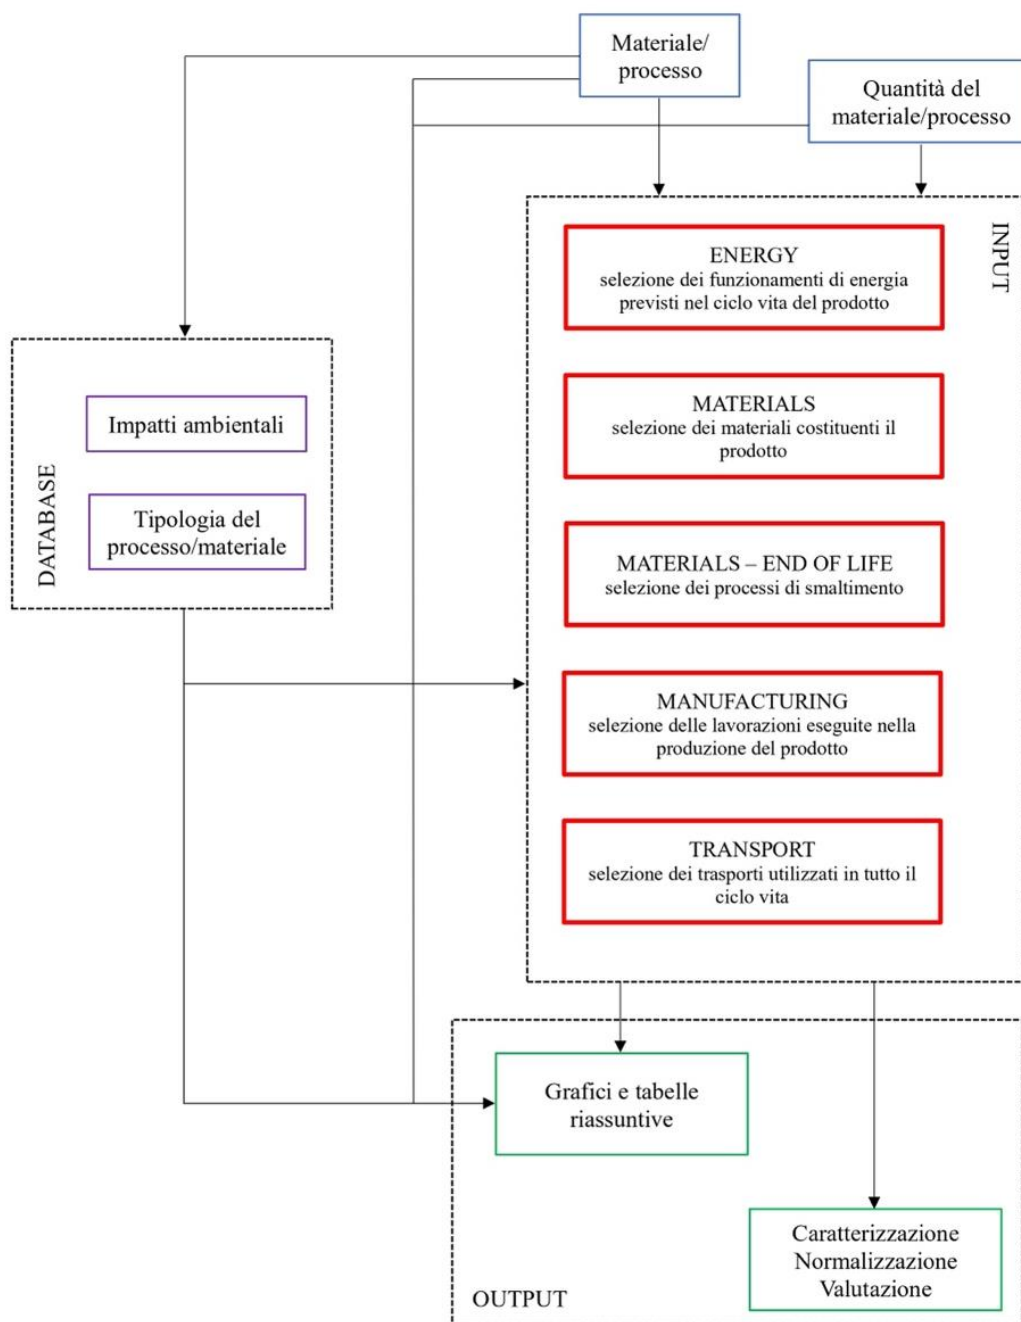 Materiale/
processo
Quantità del
materiale/processo
INPUT
ENERGY
selezione dei funzionamenti di energia
previsti nel ciclo vita del prodotto
MATERIALS
selezione dei materiali costituenti il
prodotto
MATERIALS – END OF LIFE
selezione dei processi di smaltimento
MANUFACTURING
selezione delle lavorazioni eseguite nella
produzione del prodotto
TRANSPORT
selezione dei trasporti utilizzati in tutto il
ciclo vita
DATABASE
Impatti ambientali
Tipologia del
processo/materiale
Grafici e tabelle
riassuntive
Caratterizzazione
Normalizzazione
Valutazione
OUTPUT